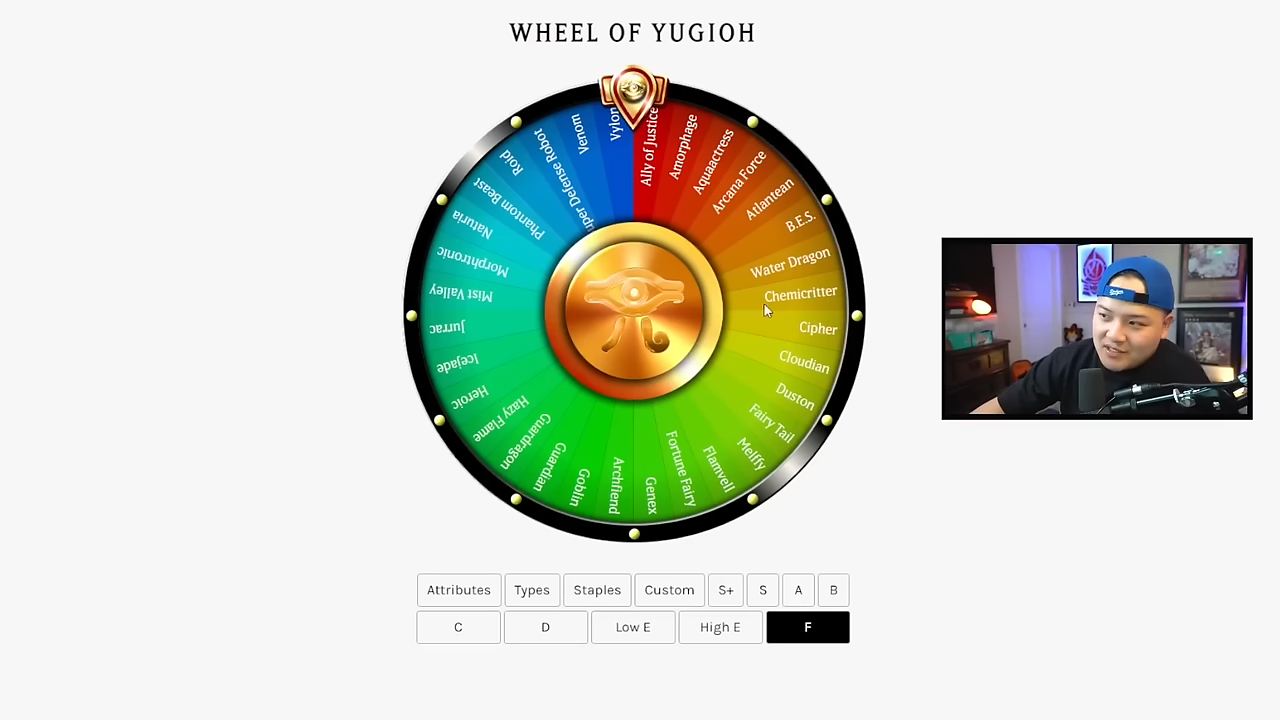 WHEEL OF YUGIOH
Ally of Justice
Amorphage
Aquaactress
Arcana Force
Atlantean
B.E.S.
Water Dragon
Chemicritter
Cipher
Cloudian
Duston
Fairy Tail
Melffy
Flamvell
Fortune Fairy
Genex
Archfiend
Goblin
Guardian
Guardragon
Hazy Flame
Heroic
Icejade
Jurrac
Mist Valley
Morphtronic
Naturia
Phantom Beast
Roid
uper Defense Robot
Venom
Vylon
Attributes Types Staples Custom S+ S A B
C D Low E High E F